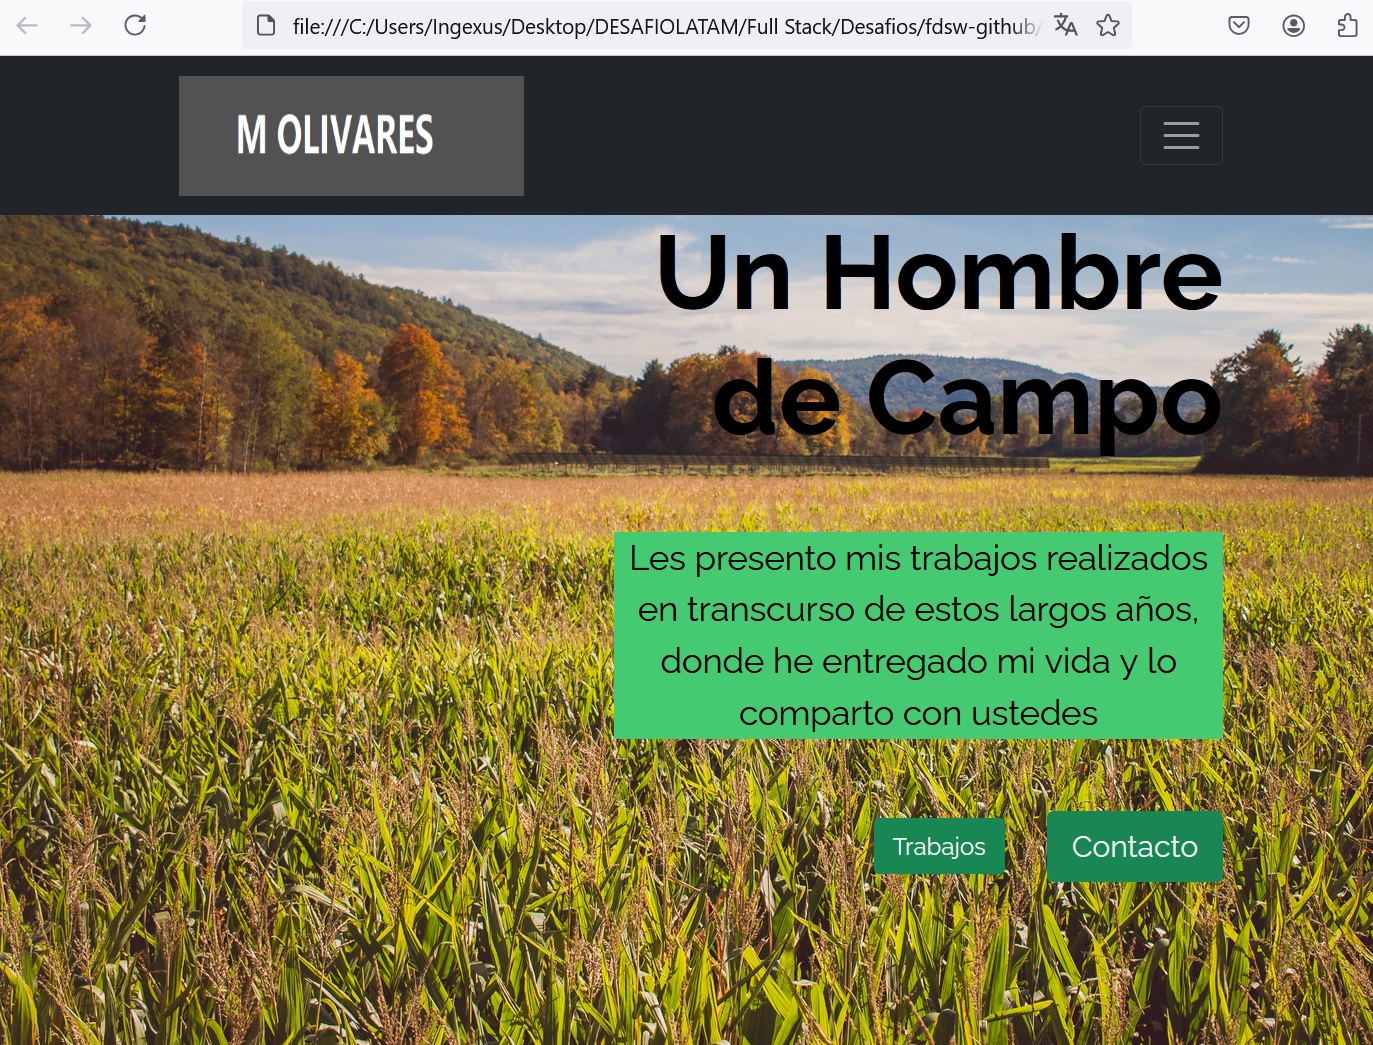 file:///C:/Users/Ingexus/Desktop/DESAFIOLATAM/Full Stack/Desafios/fdsw-github/
M OLIVARES
Un Hombre
de Campo
Les presento mis trabajos realizados
en transcurso de estos largos años,
donde he entregado mi vida y lo
comparto con ustedes
Trabajos
Contacto